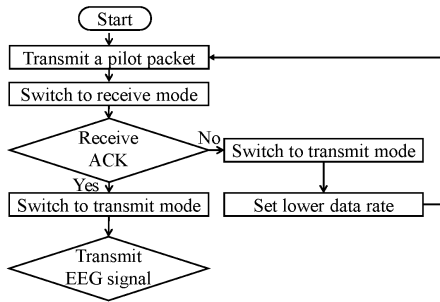 Start
Transmit a pilot packet
Switch to receive mode
Receive
ACK
No
Switch to transmit mode
Yes
Switch to transmit mode
Set lower data rate
Transmit
EEG signal